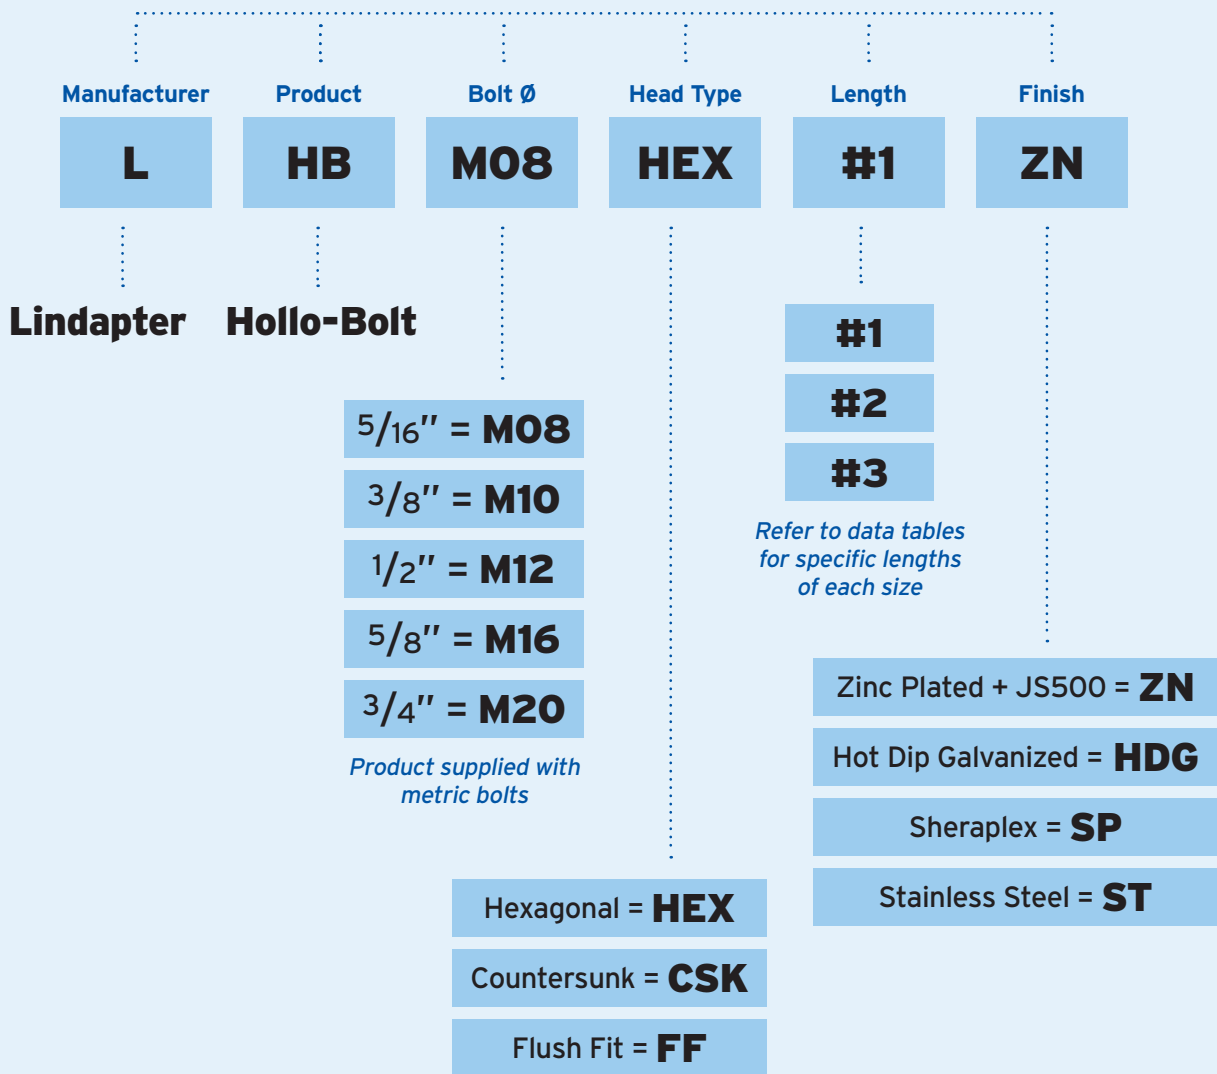 Manufacturer
Product
Bolt Ø
Head Type
Length
Finish
L
HB
M08
HEX
#1
ZN
Lindapter
Hollo-Bolt
5/16" = M08
3/8" = M10
1/2" = M12
5/8" = M16
3/4" = M20
Product supplied with
metric bolts
Hexagonal = HEX
Countersunk = CSK
Flush Fit = FF
#1
#2
#3
Refer to data tables
for specific lengths
of each size
Zinc Plated + JS500 = ZN
Hot Dip Galvanized = HDG
Sheraplex = SP
Stainless Steel = ST